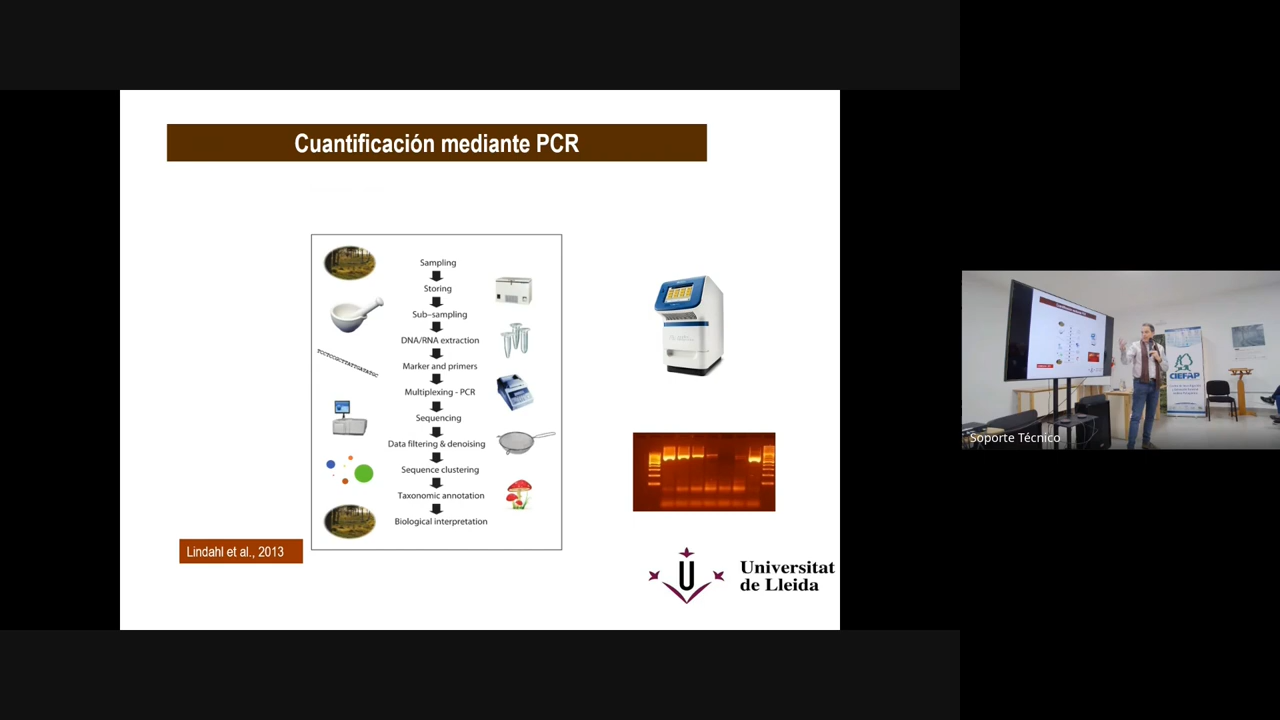 Cuantificación mediante PCR
Sampling
Storing
Sub-sampling
DNA/RNA extraction
Marker and primers
Multiplexing - PCR
Sequencing
Data filtering & denoising
Sequence clustering
Taxonomic annotation
Biological interpretation
Lindahl et al., 2013
Universitat
de Lleida
CIEFAP
Soporte Técnico